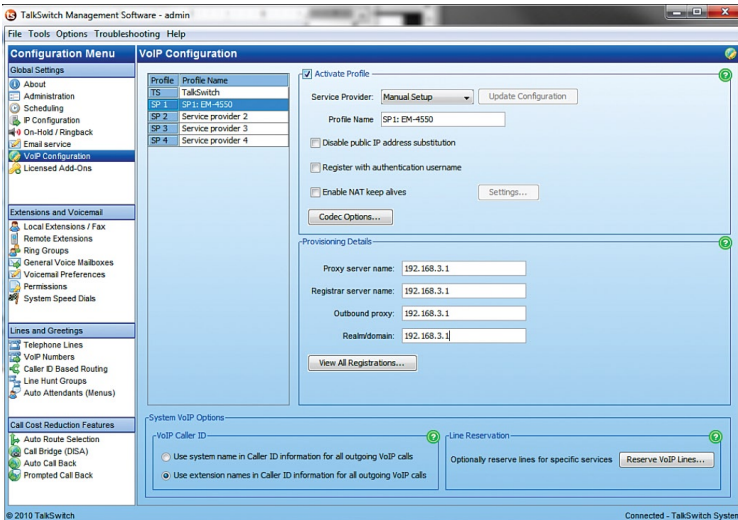 TalkSwitch Management Software - admin
File Tools Options Troubleshooting Help
Configuration Menu
Global Settings
About
Administration
Scheduling
IP Configuration
On-Hold / Ringback
Email service
VoIP Configuration
Licensed Add-Ons
Extensions and Voicemail
Local Extensions / Fax
Remote Extensions
Ring Groups
General Voice Mailboxes
Voicemail Preferences
Permissions
System Speed Dials
Lines and Greetings
Telephone Lines
VoIP Numbers
Caller ID Based Routing
Line Hunt Groups
Auto Attendants (Menus)
Call Cost Reduction Features
Auto Route Selection
Call Bridge (DISA)
Auto Call Back
Prompted Call Back
VoIP Configuration
Profile Profile Name
TS TalkSwitch
SP 1 SP1: EM-4550
SP 2 Service provider 2
SP 3 Service provider 3
SP 4 Service provider 4
Activate Profile
Service Provider: Manual Setup Update Configuration
Profile Name SP1: EM-4550
Disable public IP address substitution
Register with authentication username
Enable NAT keep alives Settings...
Codec Options...
Provisioning Details
Proxy server name: 192.168.3.1
Registrar server name: 192.168.3.1
Outbound proxy: 192.168.3.1
Realm/domain: 192.168.3.1
View All Registrations...
System VoIP Options
VoIP Caller ID
Use system name in Caller ID information for all outgoing VoIP calls
Use extension names in Caller ID information for all outgoing VoIP calls
Line Reservation
Optionally reserve lines for specific services Reserve VoIP Lines...
© 2010 TalkSwitch
Connected - TalkSwitch System